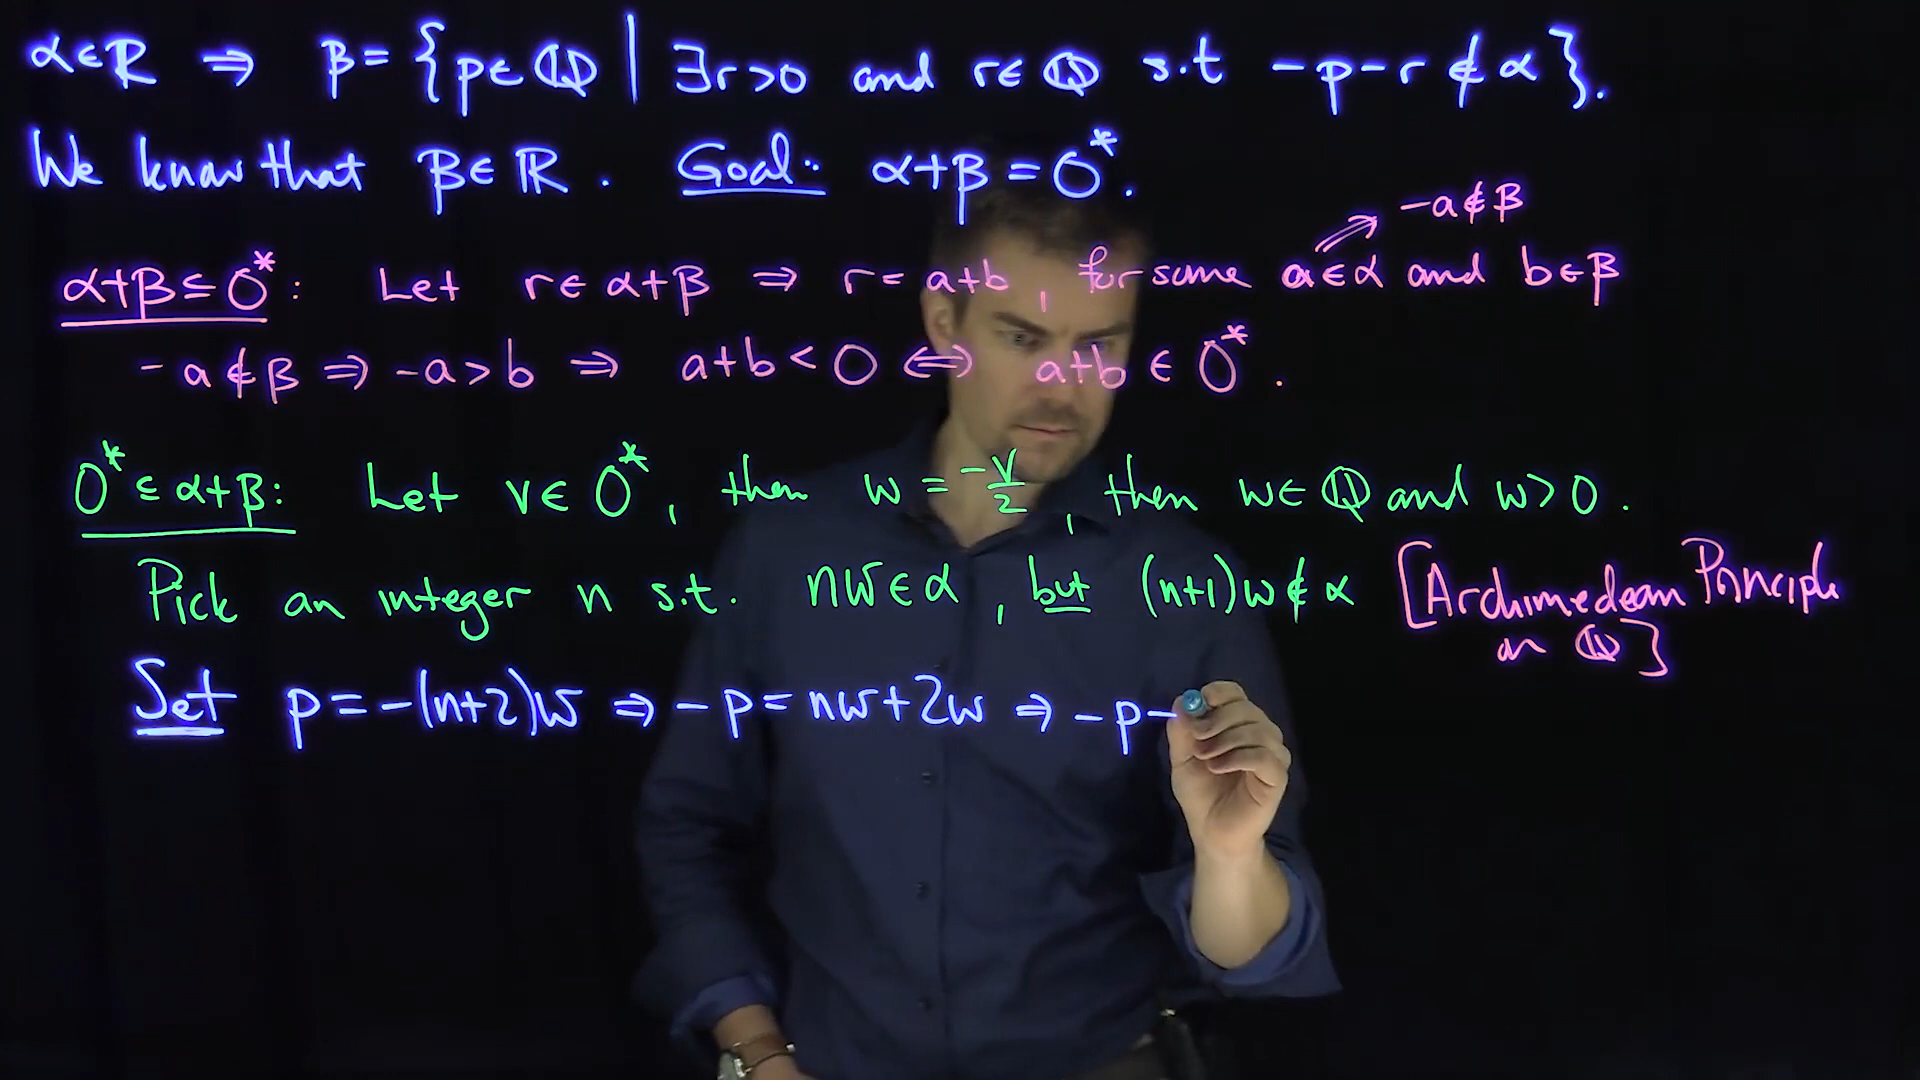 α∈ℝ ⇒ β = {p∈ℚ | ∃r>0 and r∈ℚ s.t -p-r∉α}.
We know that β∈ℝ. Goal: α+β = 0*.
-a∉β
α+β⊆0*: Let r∈α+β ⇒ r = a+b, for some a∈α and b∈β
-a∉β ⇒ -a>b ⇒ a+b<0 ⇔ a+b ∈ 0*.
0*⊆α+β: Let v∈0*, then w = -v/2, then w∈ℚ and w>0.
Pick an integer n s.t. nw∈α, but (n+1)w∉α [Archimedean Principle
on ℚ]
Set p=-(n+2)w ⇒ -p = nw+2w ⇒ -p-